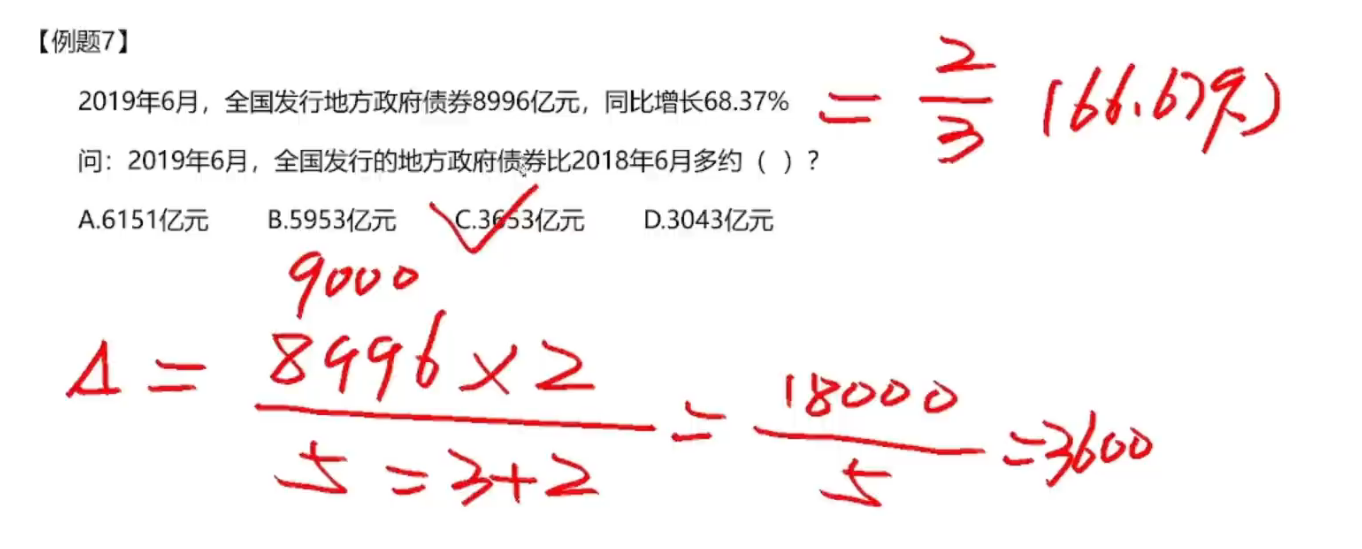 【例题7】
2019年6月，全国发行地方政府债券8996亿元，同比增长68.37% = 2/3 (66.67%)
问：2019年6月，全国发行的地方政府债券比2018年6月多约（ ）？
A.6151亿元 B.5953亿元 C.3653亿元 D.3043亿元
9000
Δ = 8996×2 / 5=3+2 = 18000 / 5 =3600